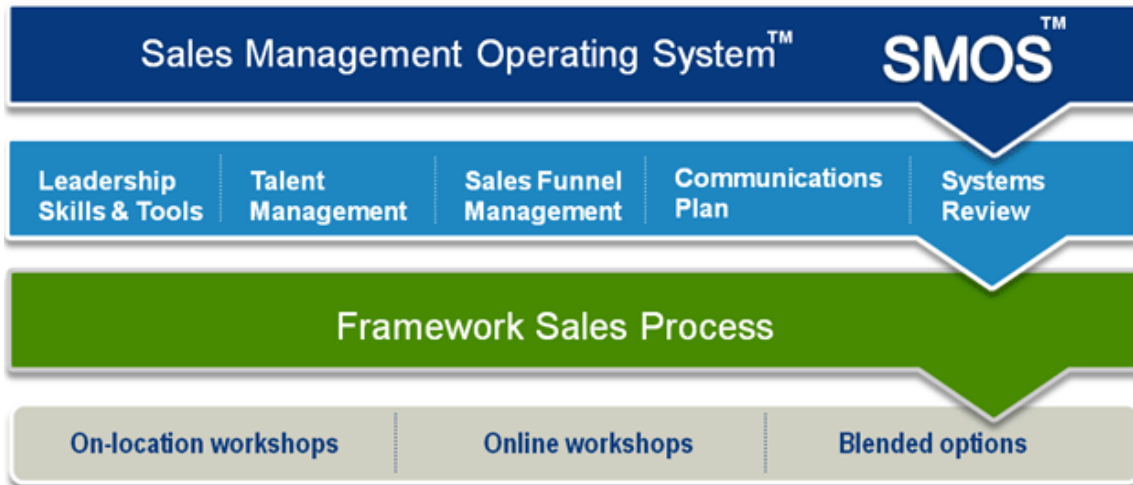 Sales Management Operating System™ SMOS™
Leadership Skills & Tools
Talent Management
Sales Funnel Management
Communications Plan
Systems Review
Framework Sales Process
On-location workshops
Online workshops
Blended options